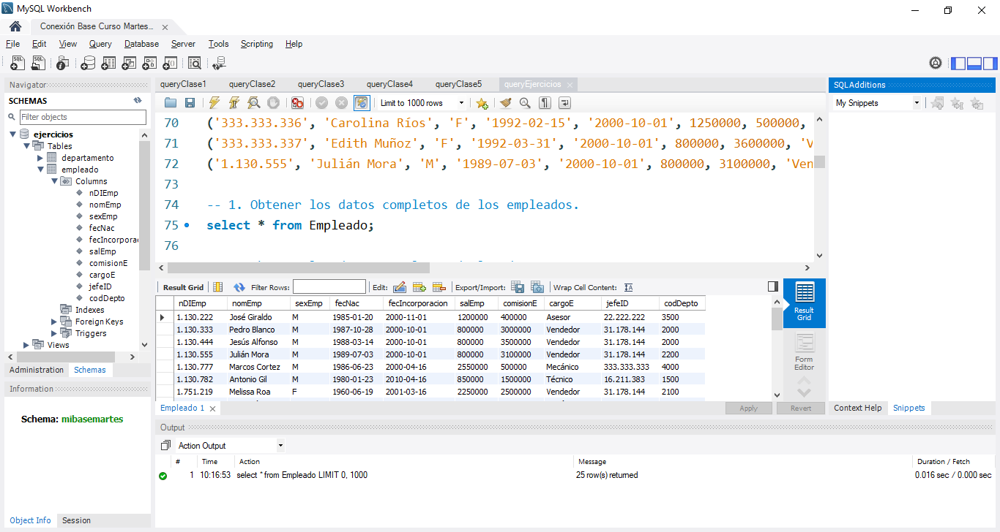 MySQL Workbench
Conexión Base Curso Martes...
File Edit View Query Database Server Tools Scripting Help
Navigator
SCHEMAS
Filter objects
ejercicios
Tables
departamento
empleado
Columns
nDIEmp
nomEmp
sexEmp
fecNac
fecIncorporac
salEmp
comisionE
cargoE
jefeID
codDepto
Indexes
Foreign Keys
Triggers
Views
Administration Schemas
Information
Schema: mibasemartes
Object Info Session
queryClase1 queryClase2 queryClase3 queryClase4 queryClase5 queryEjercicios
Limit to 1000 rows
70 ('333.333.336', 'Carolina Ríos', 'F', '1992-02-15', '2000-10-01', 1250000, 500000,
71 ('333.333.337', 'Edith Muñoz', 'F', '1992-03-31', '2000-10-01', 800000, 3600000, 'V
72 ('1.130.555', 'Julián Mora', 'M', '1989-07-03', '2000-10-01', 800000, 3100000, 'Ven
73
74 -- 1. Obtener los datos completos de los empleados.
75 select * from Empleado;
76
Result Grid Filter Rows: Edit: Export/Import: Wrap Cell Content:
nDIEmp nomEmp sexEmp fecNac fecIncorporacion salEmp comisionE cargoE jefeID codDepto
1.130.222 José Giraldo M 1985-01-20 2000-11-01 1200000 400000 Asesor 22.222.222 3500
1.130.333 Pedro Blanco M 1987-10-28 2000-10-01 800000 3000000 Vendedor 31.178.144 2000
1.130.444 Jesús Alfonso M 1988-03-14 2000-10-01 800000 3500000 Vendedor 31.178.144 2000
1.130.555 Julián Mora M 1989-07-03 2000-10-01 800000 3100000 Vendedor 31.178.144 2200
1.130.777 Marcos Cortez M 1986-06-23 2000-04-16 2550000 500000 Mecánico 333.333.333 4000
1.130.782 Antonio Gil M 1980-01-23 2010-04-16 850000 1500000 Técnico 16.211.383 1500
1.751.219 Melissa Roa F 1960-06-19 2001-03-16 2250000 2500000 Vendedor 31.178.144 2100
Result
Grid
Form
Editor
Empleado 1 Apply Revert
Output
Action Output
# Time Action Message Duration / Fetch
1 10:16:53 select * from Empleado LIMIT 0, 1000 25 row(s) returned 0.016 sec / 0.000 sec
SQLAdditions
My Snippets
Context Help Snippets